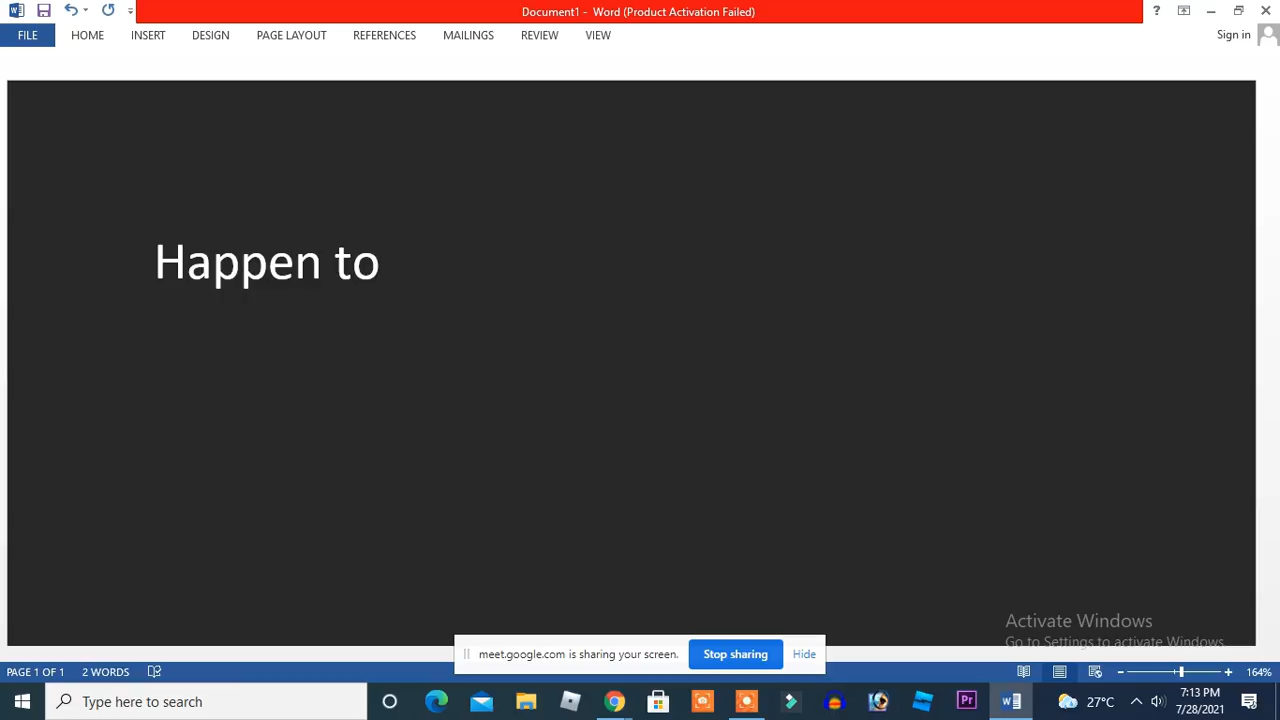 Document1 - Word (Product Activation Failed)
?
FILE HOME INSERT DESIGN PAGE LAYOUT REFERENCES MAILINGS REVIEW VIEW Sign in
Happen to
Activate Windows
Go to Settings to activate Windows.
meet.google.com is sharing your screen. Stop sharing Hide
PAGE 1 OF 1 2 WORDS 164%
Type here to search
Pr
27°C
7:13 PM
7/28/2021